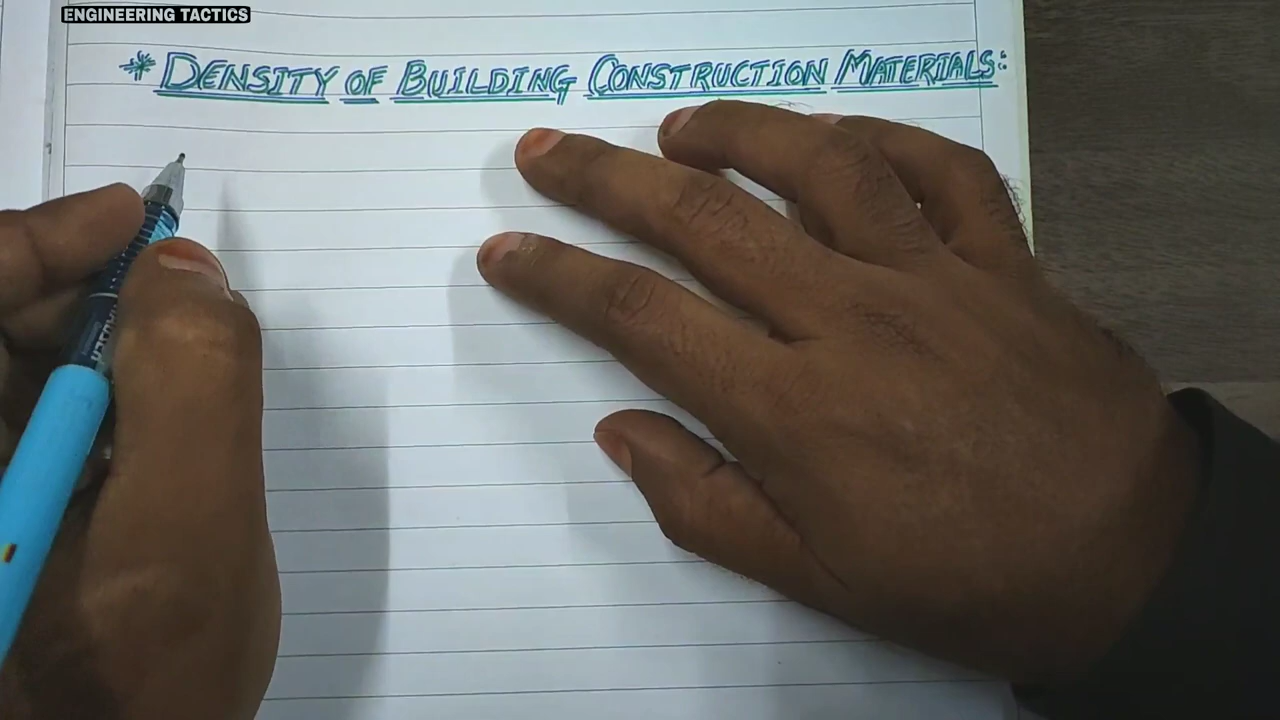 ENGINEERING TACTICS
* DENSITY OF BUILDING CONSTRUCTION MATERIALS: